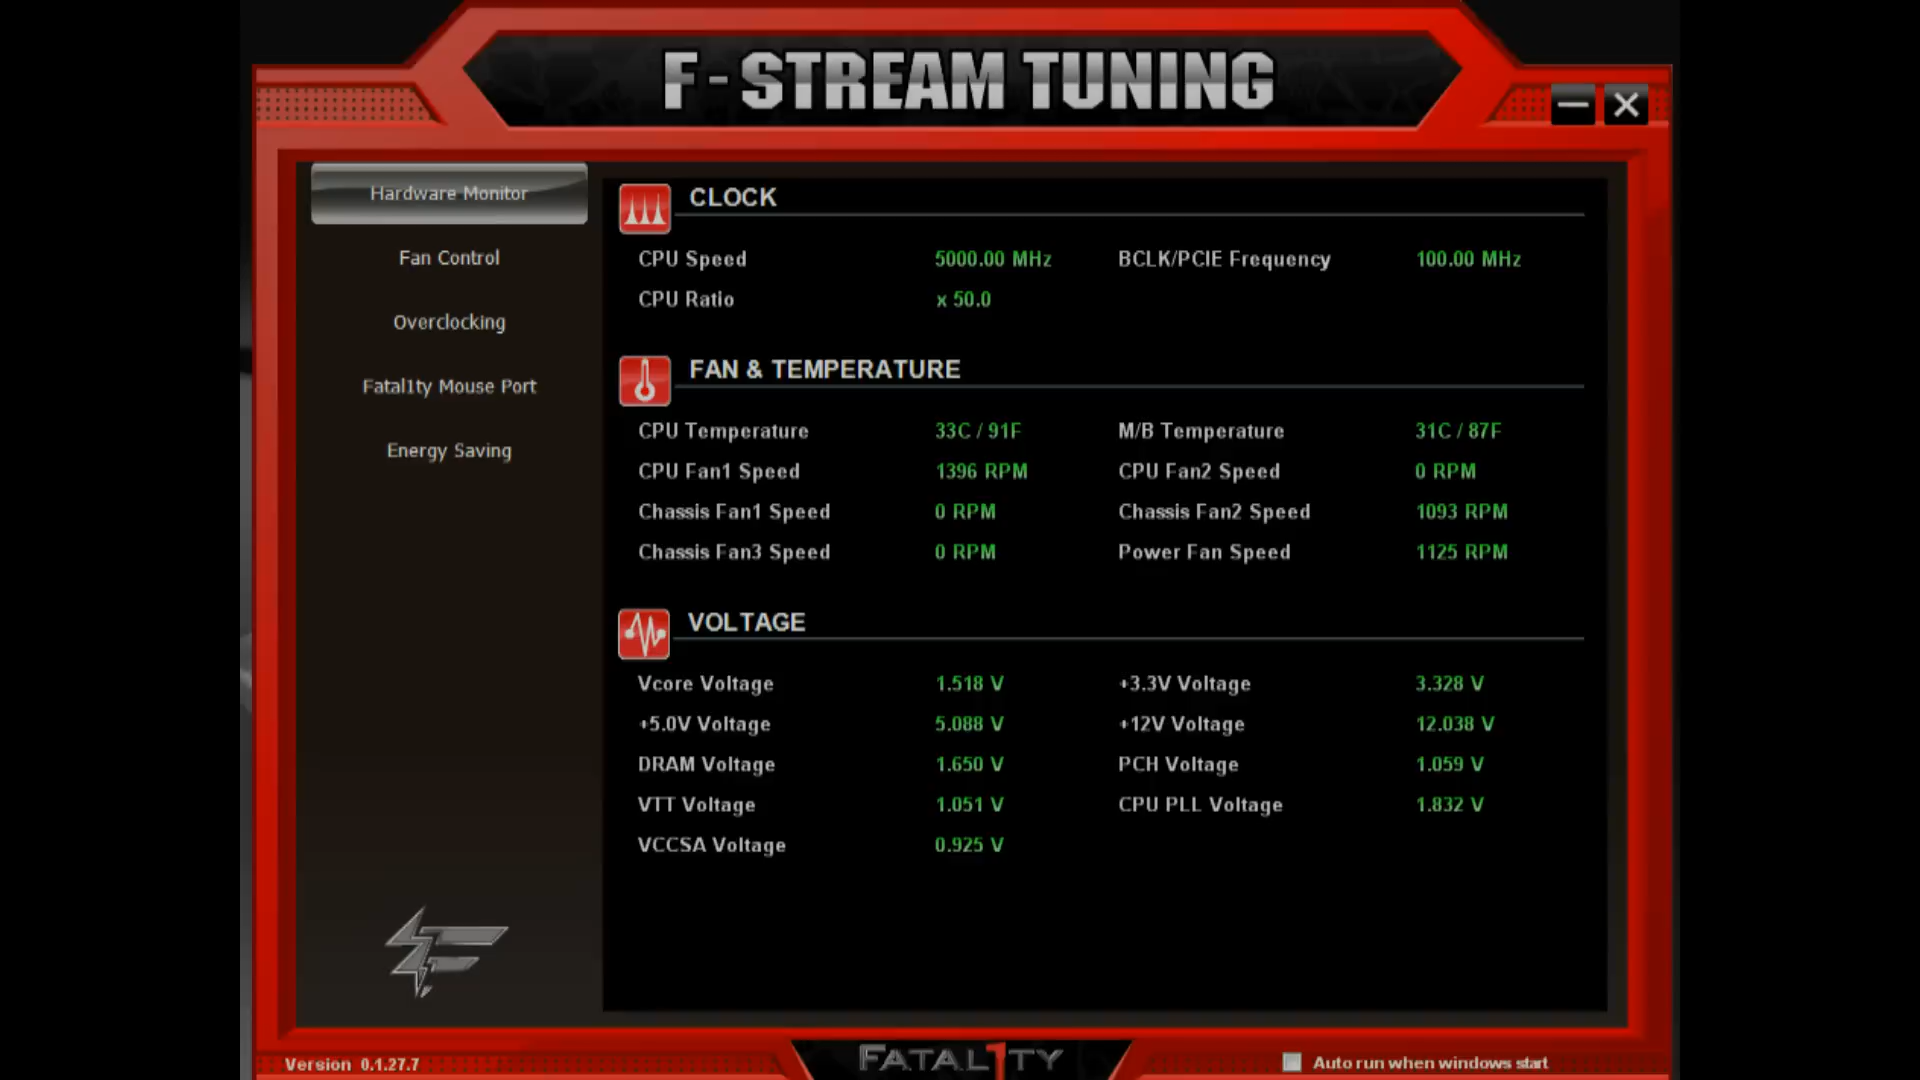 F-STREAM TUNING
Hardware Monitor
Fan Control
Overclocking
Fatal1ty Mouse Port
Energy Saving
CLOCK
CPU Speed 5000.00 MHz BCLK/PCIE Frequency 100.00 MHz
CPU Ratio x 50.0
FAN & TEMPERATURE
CPU Temperature 33C / 91F M/B Temperature 31C / 87F
CPU Fan1 Speed 1396 RPM CPU Fan2 Speed 0 RPM
Chassis Fan1 Speed 0 RPM Chassis Fan2 Speed 1093 RPM
Chassis Fan3 Speed 0 RPM Power Fan Speed 1125 RPM
VOLTAGE
Vcore Voltage 1.518 V +3.3V Voltage 3.328 V
+5.0V Voltage 5.088 V +12V Voltage 12.038 V
DRAM Voltage 1.650 V PCH Voltage 1.059 V
VTT Voltage 1.051 V CPU PLL Voltage 1.832 V
VCCSA Voltage 0.925 V
Version 0.1.27.7
FATAL1TY
Auto run when windows start